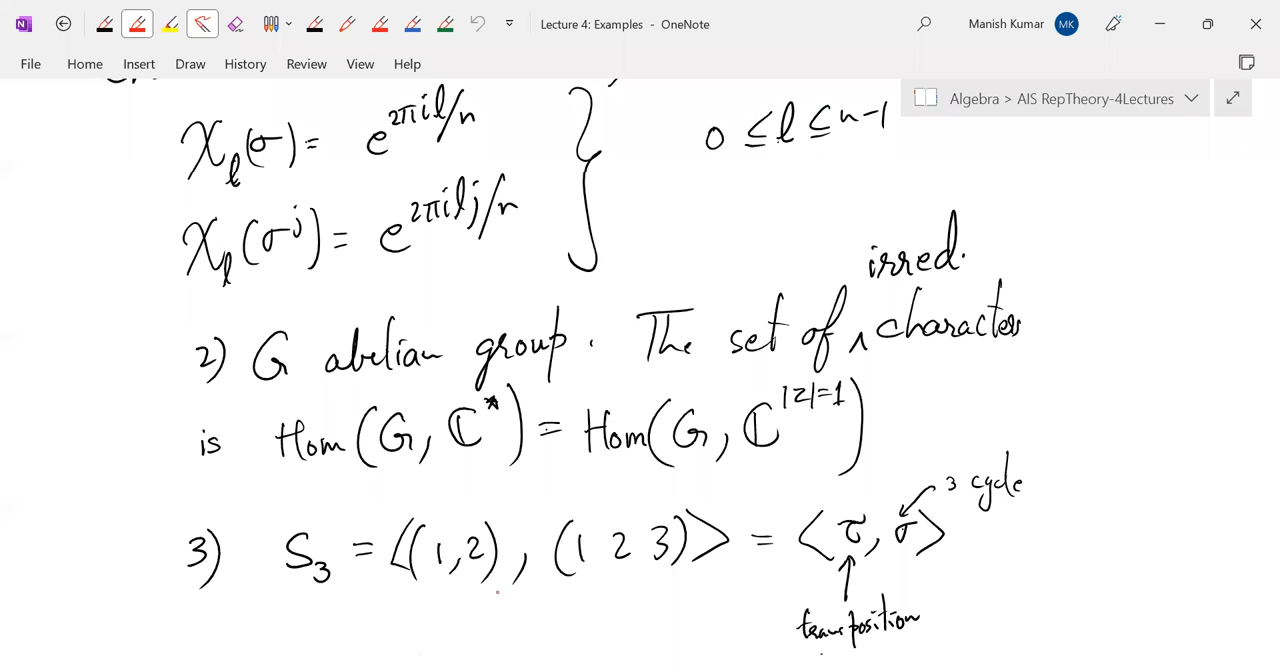 Lecture 4: Examples - OneNote
Manish Kumar MK
File Home Insert Draw History Review View Help
Algebra > AIS RepTheory-4Lectures
χ_l(σ) = e^{2πil/n}
0 ≤ l ≤ n-1
χ_l(σ^j) = e^{2πilj/n}
irred.
2) G abelian group. The set of ∧ characters
is Hom(G, ℂ*) = Hom(G, ℂ^{|z|=1})
3 cycle
3) S_3 = ⟨(1,2), (1 2 3)⟩ = ⟨τ, σ⟩
transposition